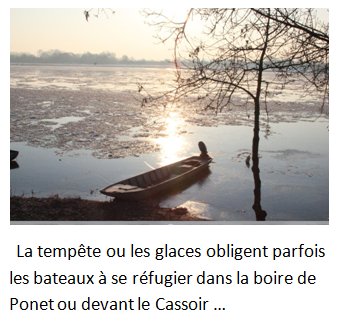 La tempête ou les glaces obligent parfois
les bateaux à se réfugier dans la boire de
Ponet ou devant le Cassoir ...